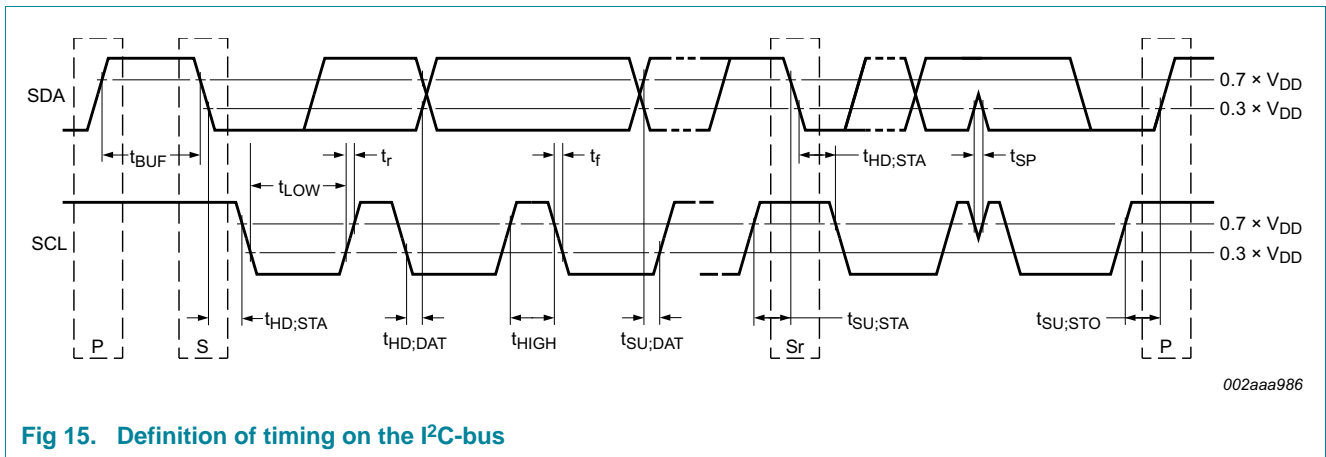 SDA
0.7 × VDD
0.3 × VDD
tBUF
tLOW
tr
tf
tHD;STA
tSP
SCL
0.7 × VDD
0.3 × VDD
tHD;STA
tHD;DAT
tHIGH
tSU;DAT
tSU;STA
tSU;STO
P
S
Sr
P
002aaa986
Fig 15. Definition of timing on the I2C-bus